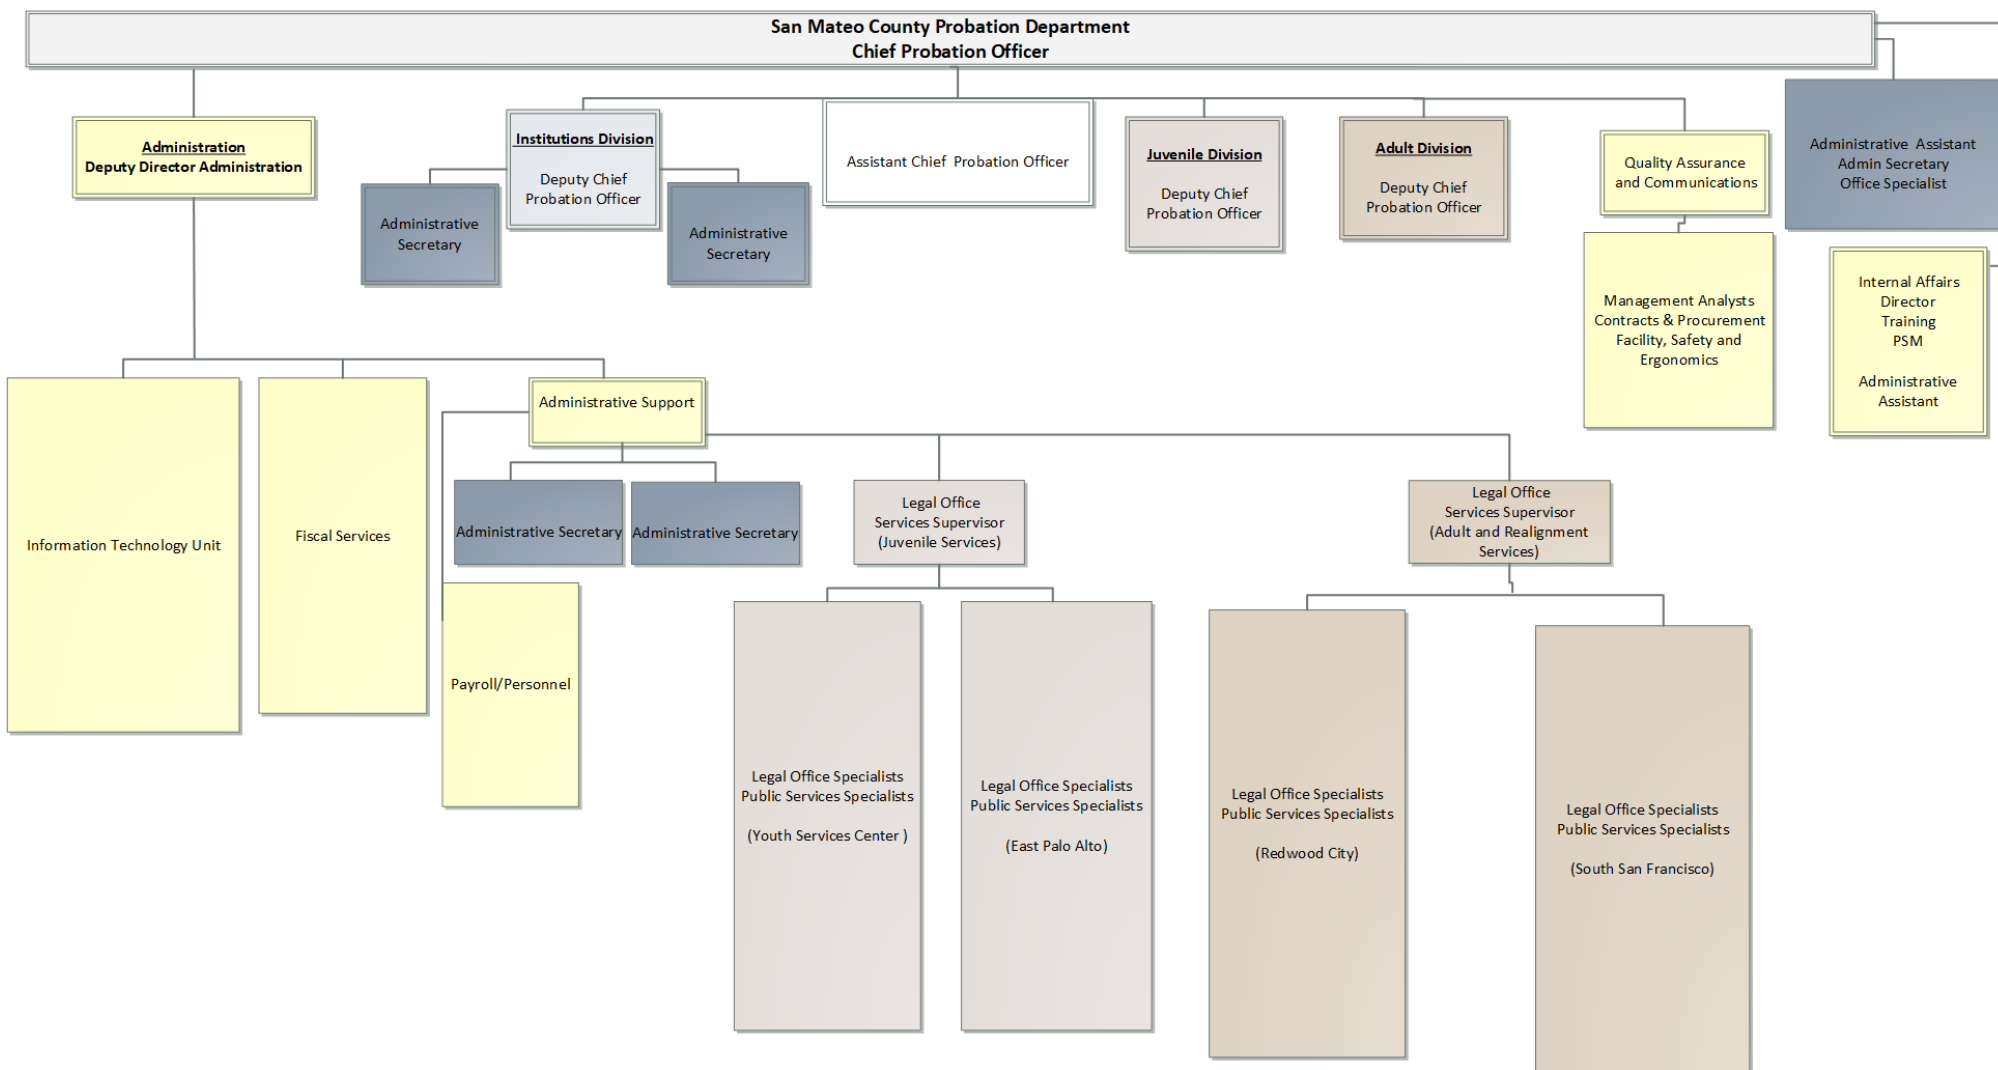 San Mateo County Probation Department
Chief Probation Officer
Administration
Deputy Director Administration
Institutions Division
Deputy Chief
Probation Officer
Administrative
Secretary
Administrative
Secretary
Assistant Chief  Probation Officer
Juvenile Division
Deputy Chief
Probation Officer
Adult Division
Deputy Chief
Probation Officer
Quality Assurance
and Communications
Administrative  Assistant
Admin Secretary
Office Specialist
Management Analysts
Contracts & Procurement
Facility, Safety and
Ergonomics
Internal Affairs
Director
Training
PSM
Administrative
Assistant
Information Technology Unit
Fiscal Services
Administrative Support
Administrative Secretary
Administrative Secretary
Payroll/Personnel
Legal Office
Services Supervisor
(Juvenile Services)
Legal Office
Services Supervisor
(Adult and Realignment
Services)
Legal Office Specialists
Public Services Specialists
(Youth Services Center )
Legal Office Specialists
Public Services Specialists
(East Palo Alto)
Legal Office Specialists
Public Services Specialists
(Redwood City)
Legal Office Specialists
Public Services Specialists
(South San Francisco)